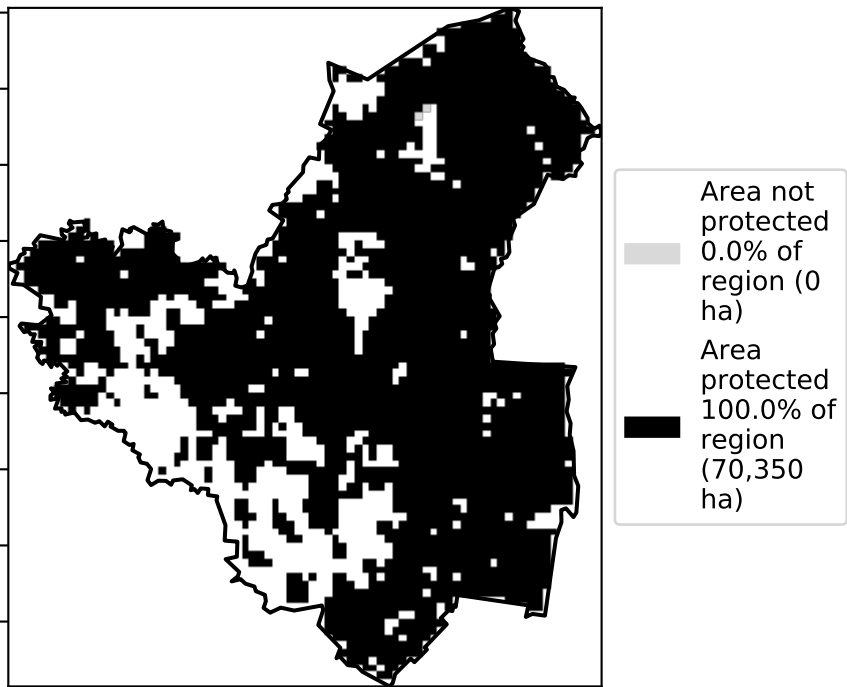 Area not
protected
0.0% of
region (0
ha)
Area
protected
100.0% of
region
(70,350
ha)